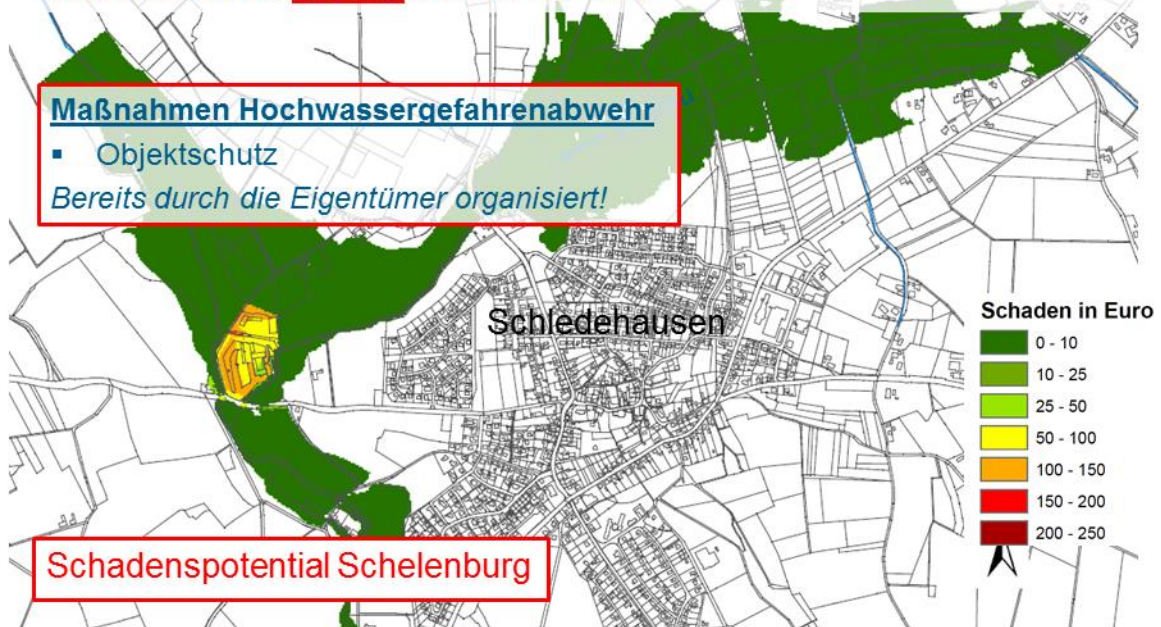 Maßnahmen Hochwassergefahrenabwehr
▪ Objektschutz
Bereits durch die Eigentümer organisiert!
Schledehausen
Schaden in Euro
0 - 10
10 - 25
25 - 50
50 - 100
100 - 150
150 - 200
200 - 250
Schadenspotential Schelenburg